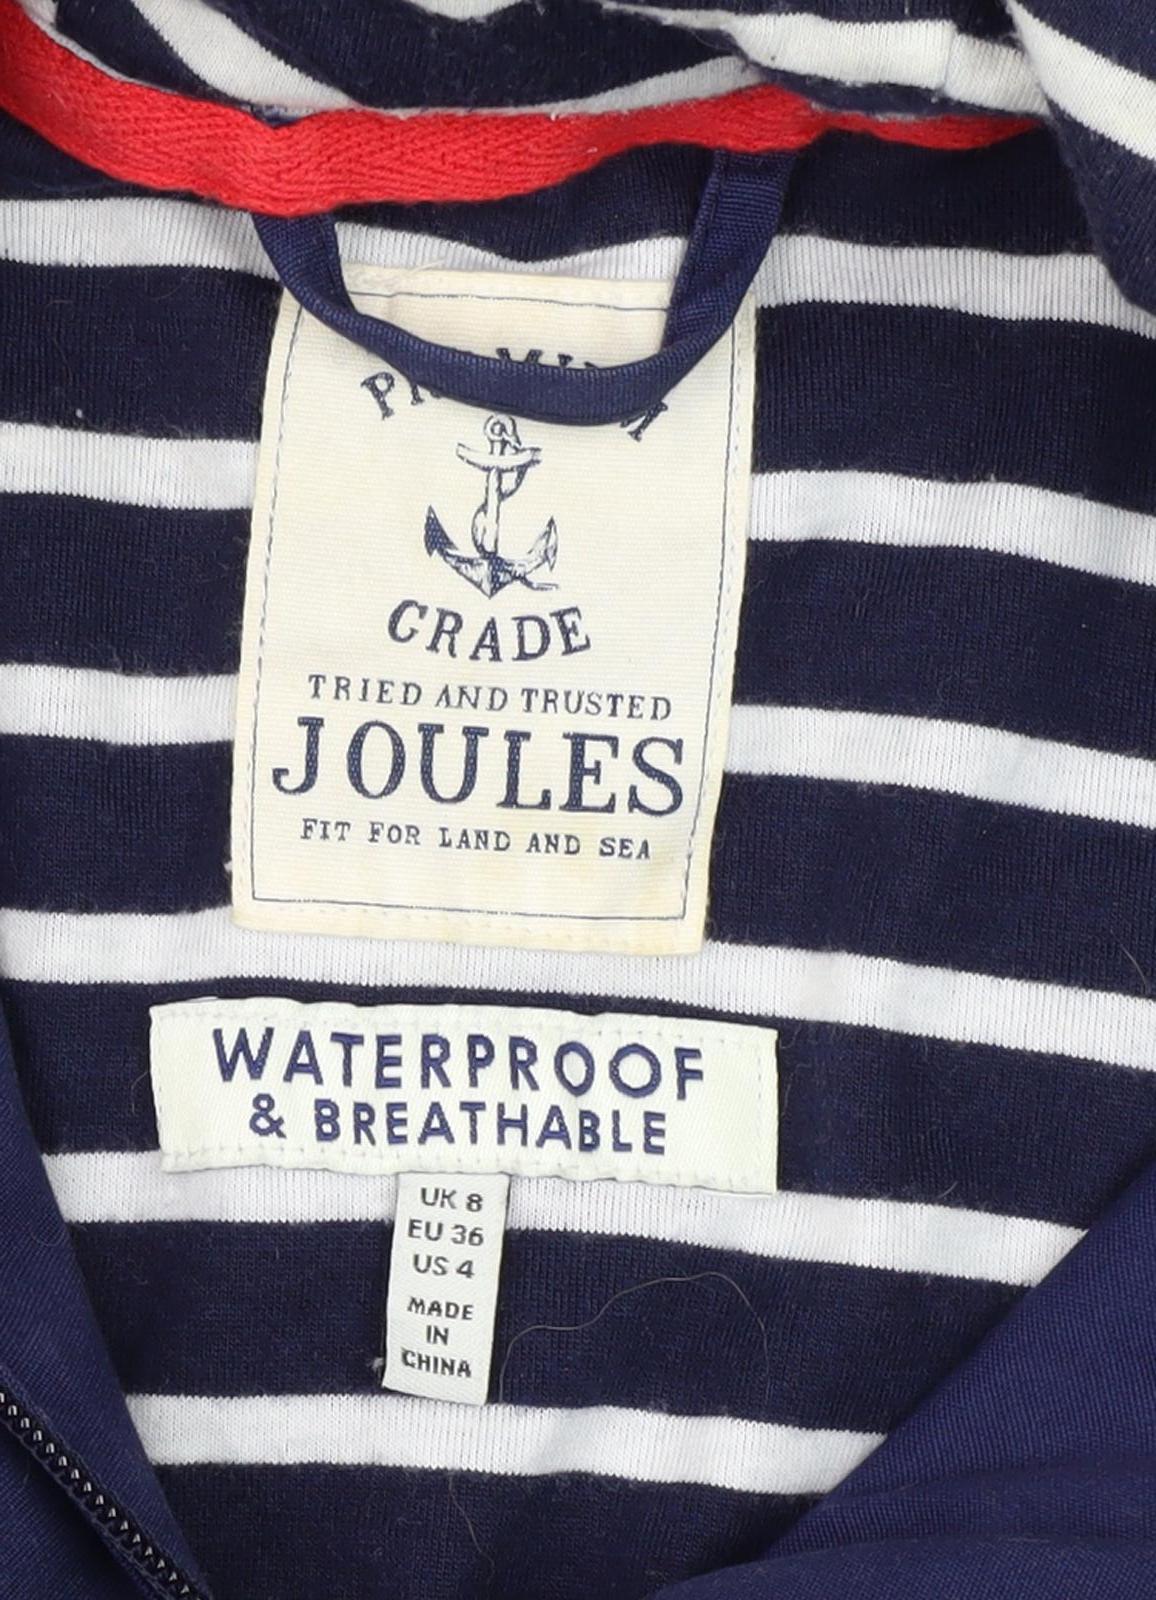 GRADE
TRIED AND TRUSTED
JOULES
FIT FOR LAND AND SEA
WATERPROOF
& BREATHABLE
UK 8
EU 36
US 4
MADE
IN
CHINA